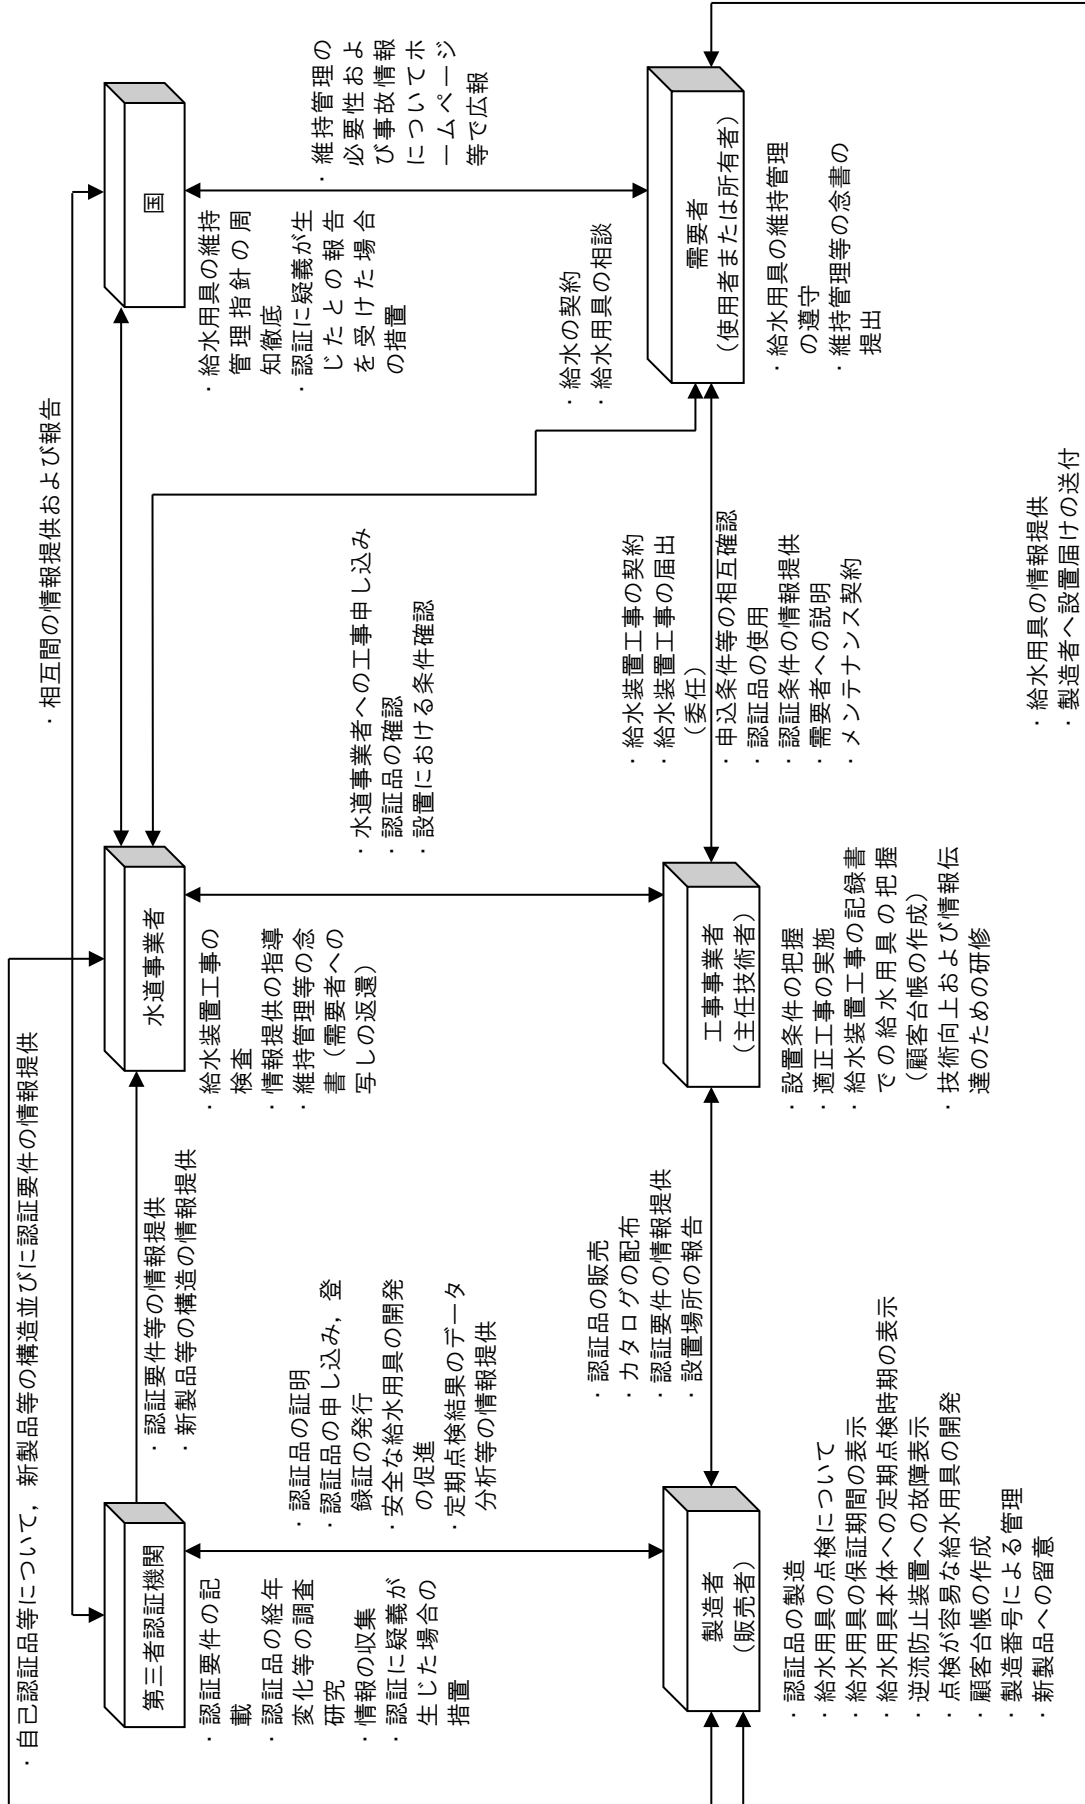 ・自己認証品等について，新製品等の構造並びに認証要件の情報提供
・相互間の情報提供および報告
第三者認証機関
・認証要件の記
載
・認証品の経年
変化等の調査
研究
・情報の収集
・認証に疑義が
生じた場合の
措置
・認証要件等の情報提供
・新製品等の構造の情報提供
・認証品の証明
・認証品の申し込み，登
録証の発行
・安全な給水用具の開発
の促進
・定期点検結果のデータ
分析等の情報提供
水道事業者
・給水装置工事の
検査
・情報提供の指導
・維持管理等の念
書（需要者への
写しの返還）
・水道事業者への工事申し込み
・認証品の確認
・設置における条件確認
国
・給水用具の維持
管理指針の周
知徹底
・認証に疑義が生
じたとの報告
を受けた場合
の措置
・維持管理の
必要性およ
び事故情報
についてホ
ームページ
等で広報
・給水の契約
・給水用具の相談
製造者
（販売者）
・認証品の製造
・給水用具の点検について
・給水用具の保証期間の表示
・給水用具本体への定期点検時期の表示
・逆流防止装置への故障表示
・点検が容易な給水用具の開発
・顧客台帳の作成
・製造番号による管理
・新製品への留意
・認証品の販売
・カタログの配布
・認証要件の情報提供
・設置場所の報告
工事事業者
（主任技術者）
・設置条件の把握
・適正工事の実施
・給水装置工事の記録書
での給水用具の把握
（顧客台帳の作成）
・技術向上および情報伝
達のための研修
・給水装置工事の契約
・給水装置工事の届出
（委任）
・申込条件等の相互確認
・認証品の使用
・認証条件の情報提供
・需要者への説明
・メンテナンス契約
需要者
（使用者または所有者）
・給水用具の維持管理
の遵守
・維持管理等の念書の
提出
・給水用具の情報提供
・製造者へ設置届けの送付